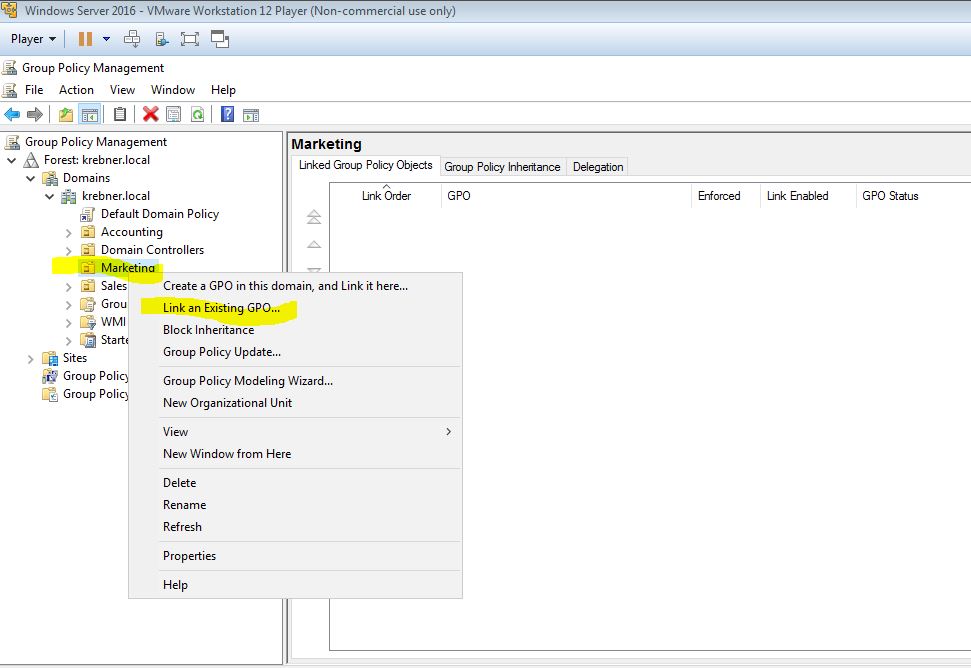 Windows Server 2016 - VMware Workstation 12 Player (Non-commercial use only)
Player
Group Policy Management
File Action View Window Help
Group Policy Management
Forest: krebner.local
Domains
krebner.local
Default Domain Policy
Accounting
Domain Controllers
Marketing
Sales
Grou
WMI
Starte
Sites
Group Policy
Group Policy
Create a GPO in this domain, and Link it here...
Link an Existing GPO...
Block Inheritance
Group Policy Update...
Group Policy Modeling Wizard...
New Organizational Unit
View
New Window from Here
Delete
Rename
Refresh
Properties
Help
Marketing
Linked Group Policy Objects Group Policy Inheritance Delegation
Link Order GPO Enforced Link Enabled GPO Status